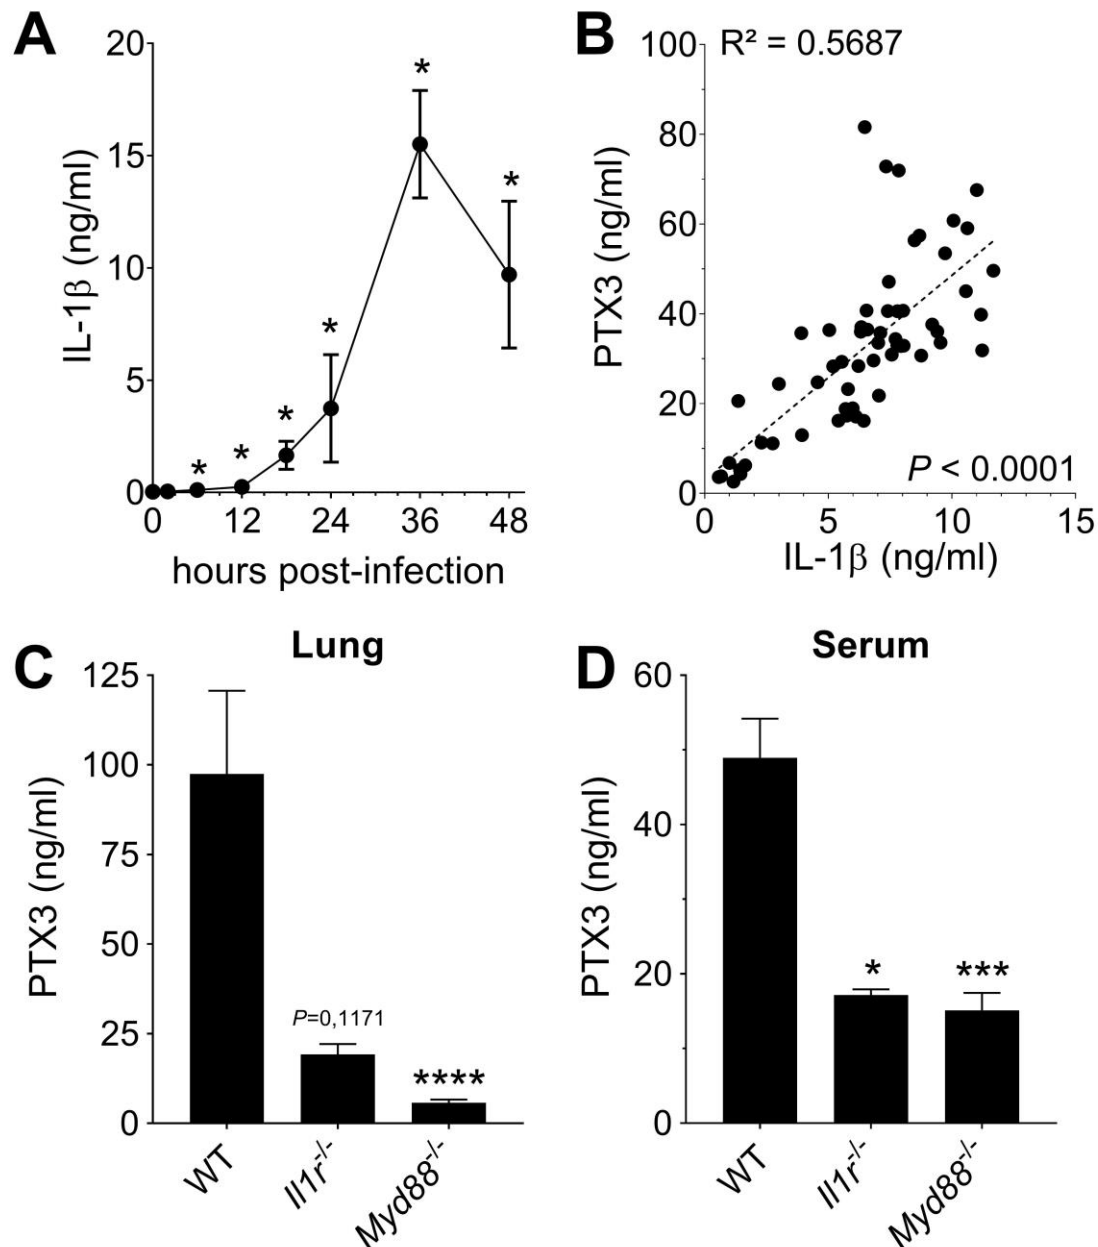 A
20
15
10
5
0
IL-1β (ng/ml)
*
*
*
*
*
*
0 12 24 36 48
hours post-infection
B
R² = 0.5687
100
80
60
40
20
0
PTX3 (ng/ml)
P < 0.0001
0 5 10 15
IL-1β (ng/ml)
C
Lung
125
100
75
50
25
0
PTX3 (ng/ml)
P=0,1171
****
WT Il1r-/- Myd88-/-
D
Serum
60
40
20
0
PTX3 (ng/ml)
* ***
WT Il1r-/- Myd88-/-